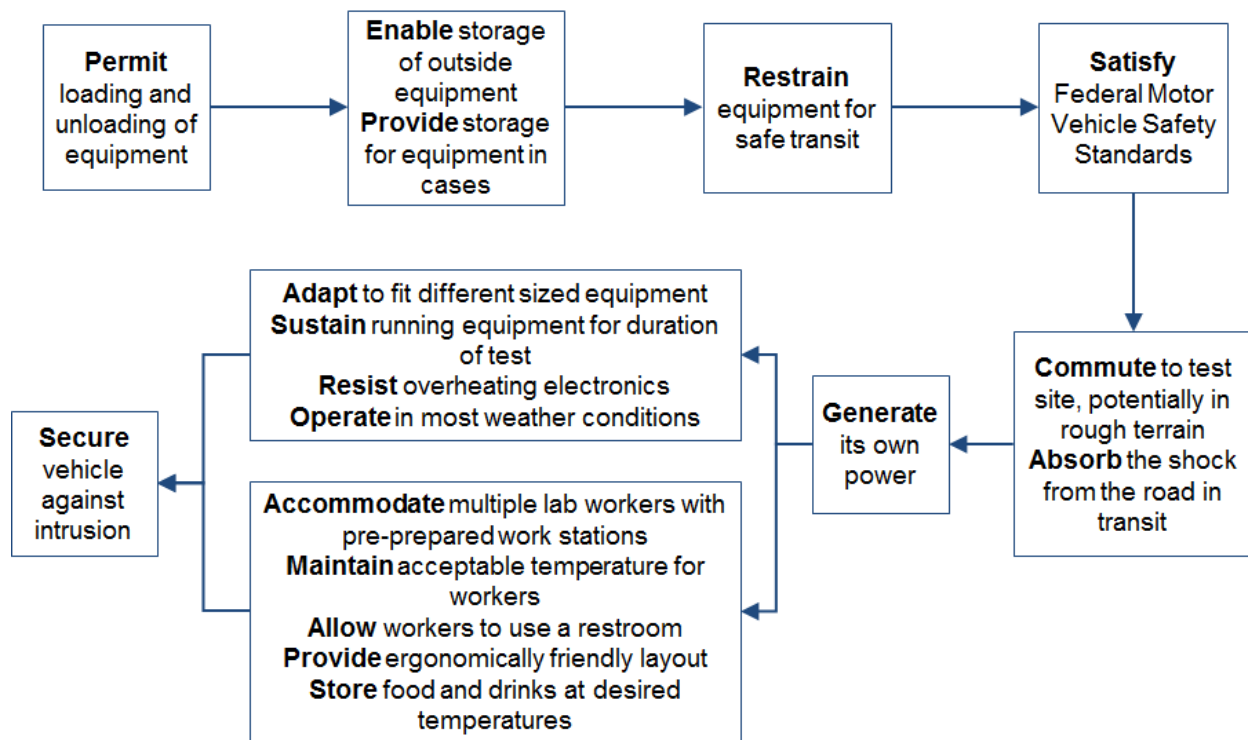 Permit
loading and
unloading of
equipment
Enable storage
of outside
equipment
Provide storage
for equipment in
cases
Restrain
equipment for
safe transit
Satisfy
Federal Motor
Vehicle Safety
Standards
Commute to test
site, potentially in
rough terrain
Absorb the shock
from the road in
transit
Generate
its own
power
Adapt to fit different sized equipment
Sustain running equipment for duration
of test
Resist overheating electronics
Operate in most weather conditions
Accommodate multiple lab workers with
pre-prepared work stations
Maintain acceptable temperature for
workers
Allow workers to use a restroom
Provide ergonomically friendly layout
Store food and drinks at desired
temperatures
Secure
vehicle
against
intrusion